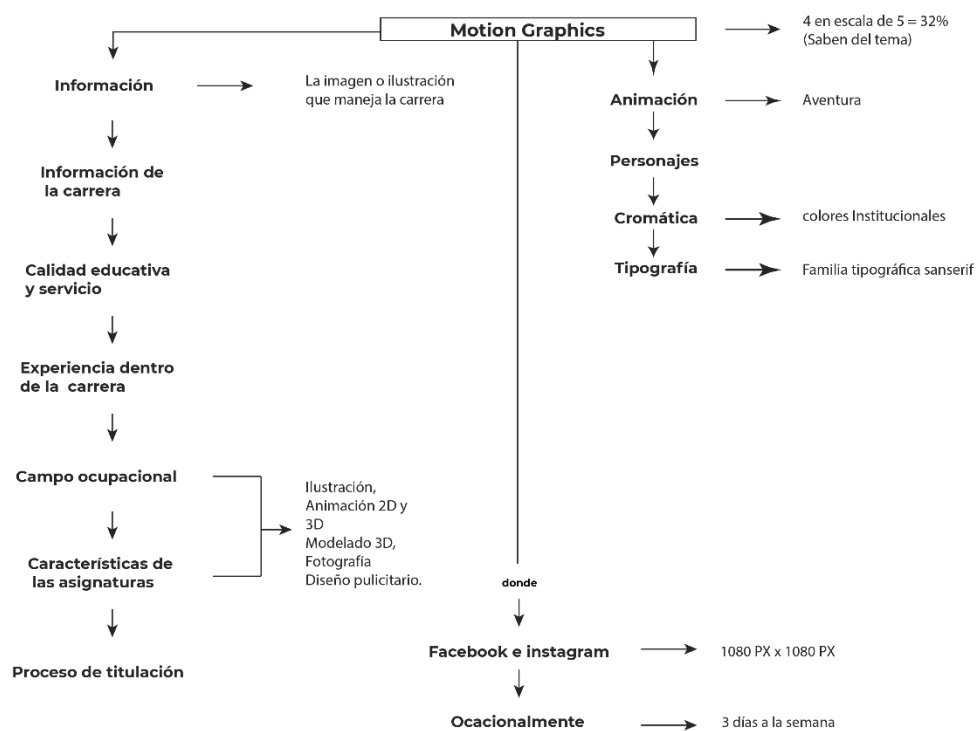 Motion Graphics
4 en escala de 5 = 32%
(Saben del tema)
Información
La imagen o ilustración
que maneja la carrera
Información de
la carrera
Calidad educativa
y servicio
Experiencia dentro
de la carrera
Campo ocupacional
Características de
las asignaturas
Ilustración,
Animación 2D y
3D
Modelado 3D,
Fotografía
Diseño pulicitario.
Proceso de titulación
donde
Facebook e instagram
1080 PX x 1080 PX
Ocacionalmente
3 días a la semana
Animación
Aventura
Personajes
Cromática
colores Institucionales
Tipografía
Familia tipográfica sanserif